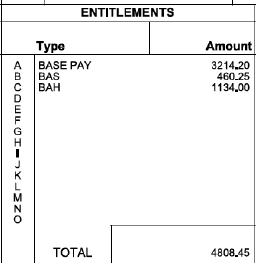 ENTITLEMENTS
Type Amount
A BASE PAY 3214.20
B BAS 460.25
C BAH 1134.00
D
E
F
G
H
I
J
K
L
M
N
O
TOTAL 4808.45